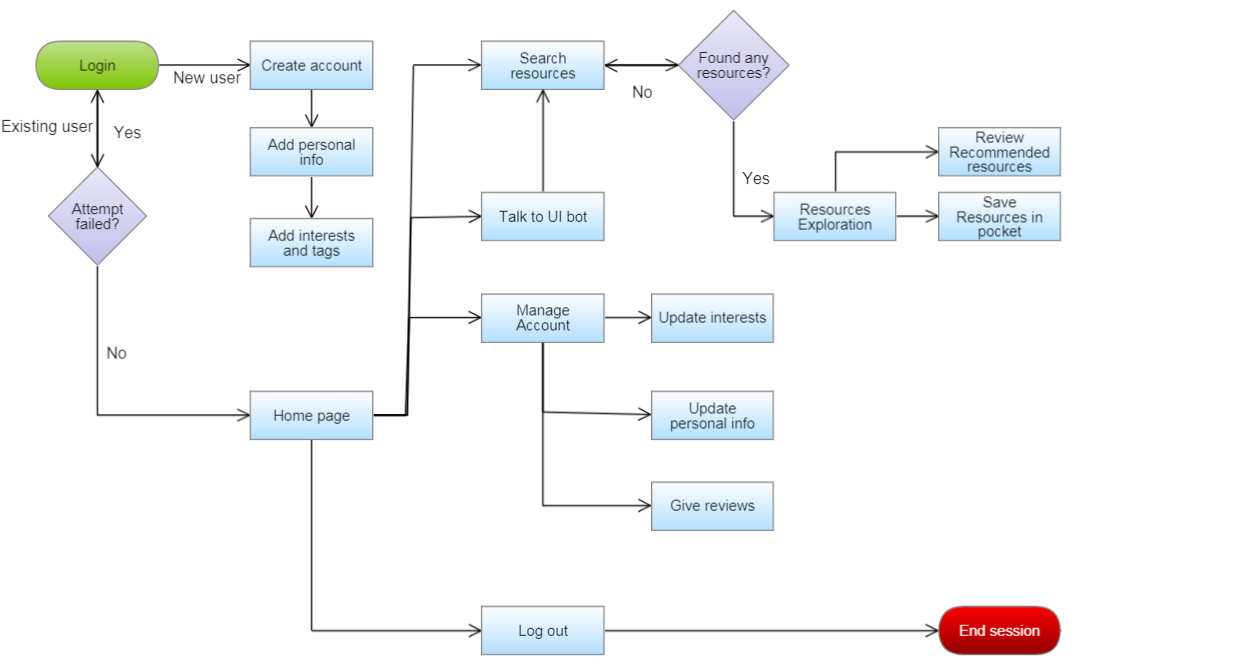 Login
New user
Create account
Search
resources
Found any
resources?
No
Existing user
Yes
Add personal
info
Review
Recommended
resources
Yes
Attempt
failed?
Talk to UI bot
Resources
Exploration
Save
Resources in
pocket
Add interests
and tags
Manage
Account
Update interests
No
Home page
Update
personal info
Give reviews
Log out
End session